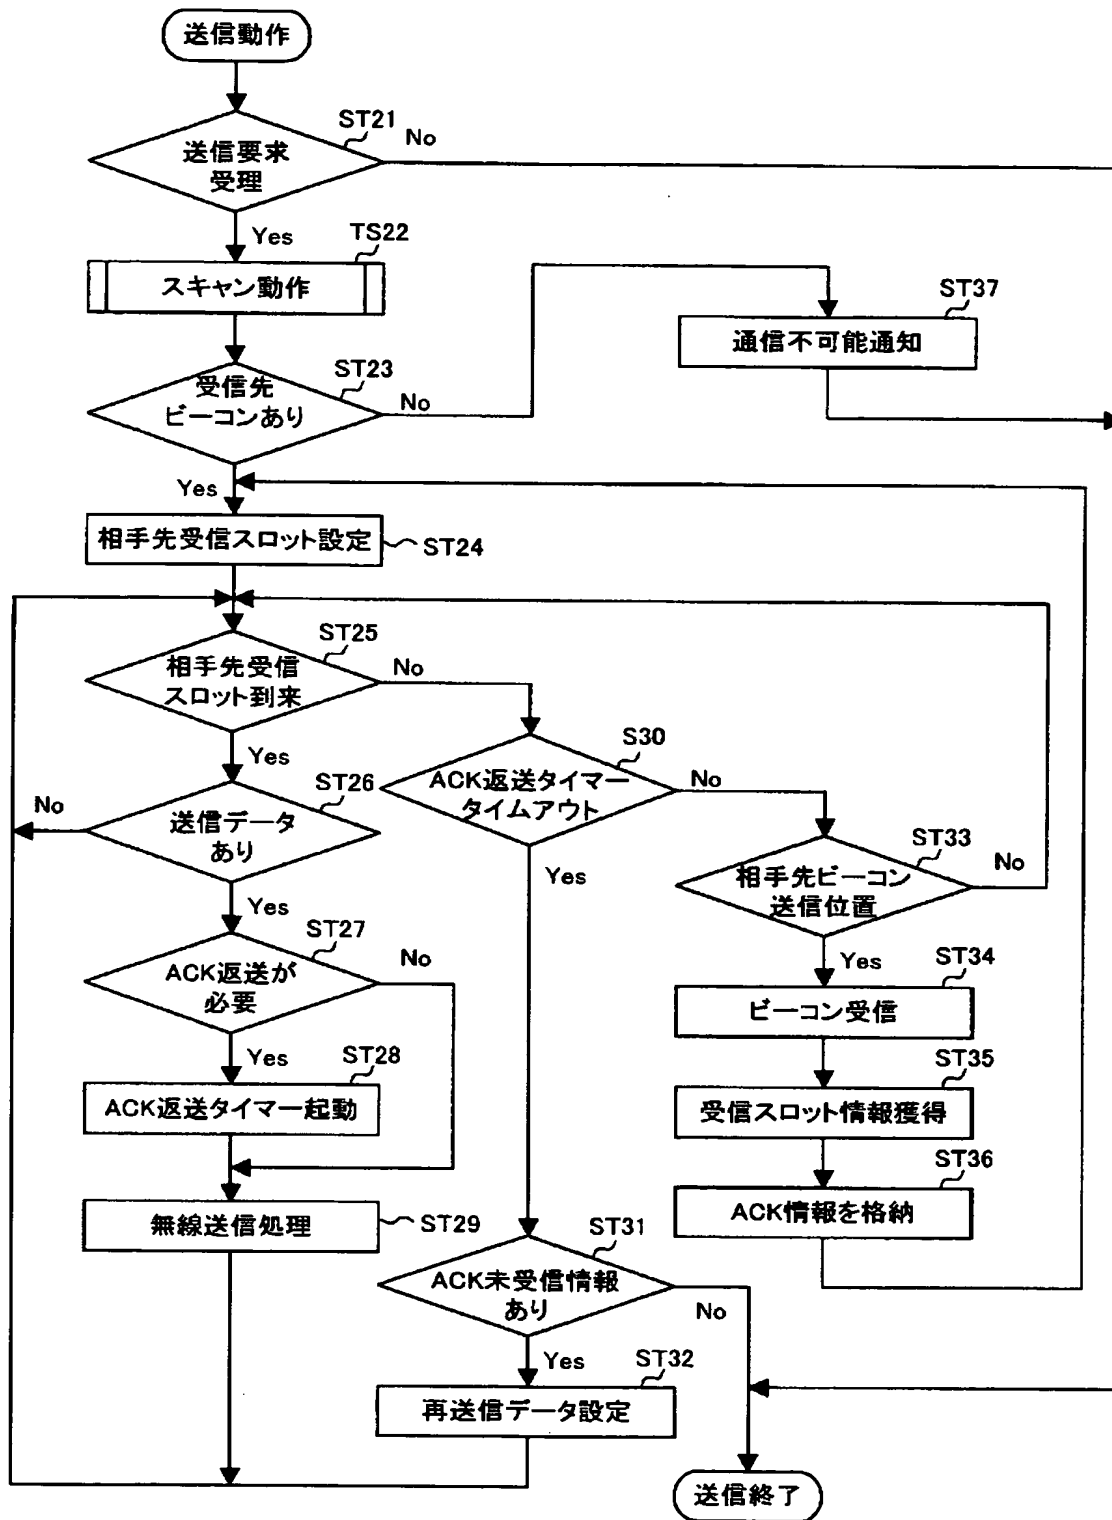 送信動作
ST21
送信要求
受理
No
Yes
TS22
スキャン動作
ST37
通信不可能通知
ST23
受信先
ビーコンあり
No
Yes
相手先受信スロット設定
ST24
ST25
相手先受信
スロット到来
No
Yes
S30
ACK返送タイマー
タイムアウト
No
Yes
ST26
送信データ
あり
No
Yes
ST33
相手先ビーコン
送信位置
No
Yes
ST27
ACK返送が
必要
No
Yes
ST34
ビーコン受信
ST28
ACK返送タイマー起動
ST35
受信スロット情報獲得
ST36
ACK情報を格納
無線送信処理
ST29
ST31
ACK未受信情報
あり
No
Yes
ST32
再送信データ設定
送信終了